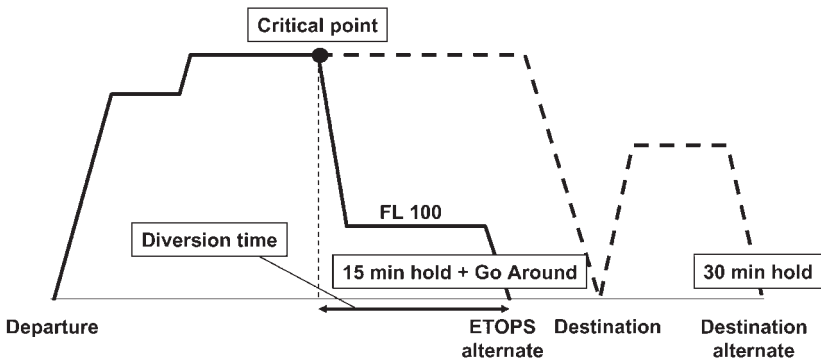 Critical point
FL 100
Diversion time
15 min hold + Go Around
30 min hold
Departure
ETOPS
alternate
Destination
Destination
alternate